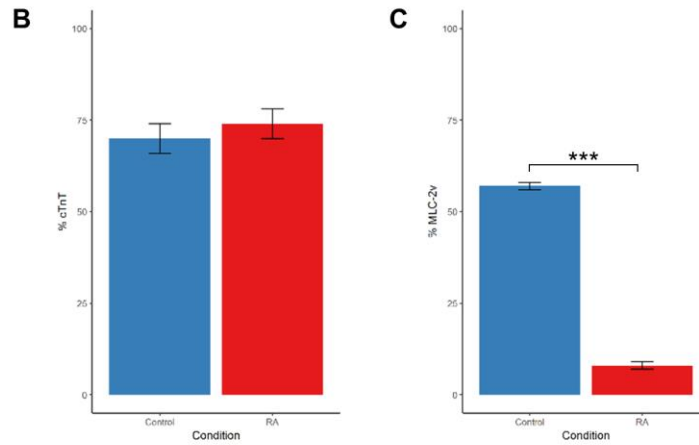 B
100
75
50
25
0
% cTnT
Control
RA
Condition
C
100
75
50
25
0
% MLC-2v
***
Control
RA
Condition